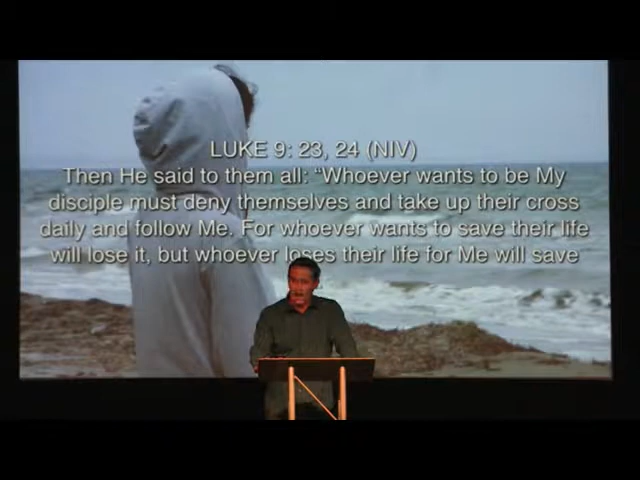 LUKE 9: 23, 24 (NIV)
Then He said to them all: “Whoever wants to be My
disciple must deny themselves and take up their cross
daily and follow Me. For whoever wants to save their life
will lose it, but whoever loses their life for Me will save